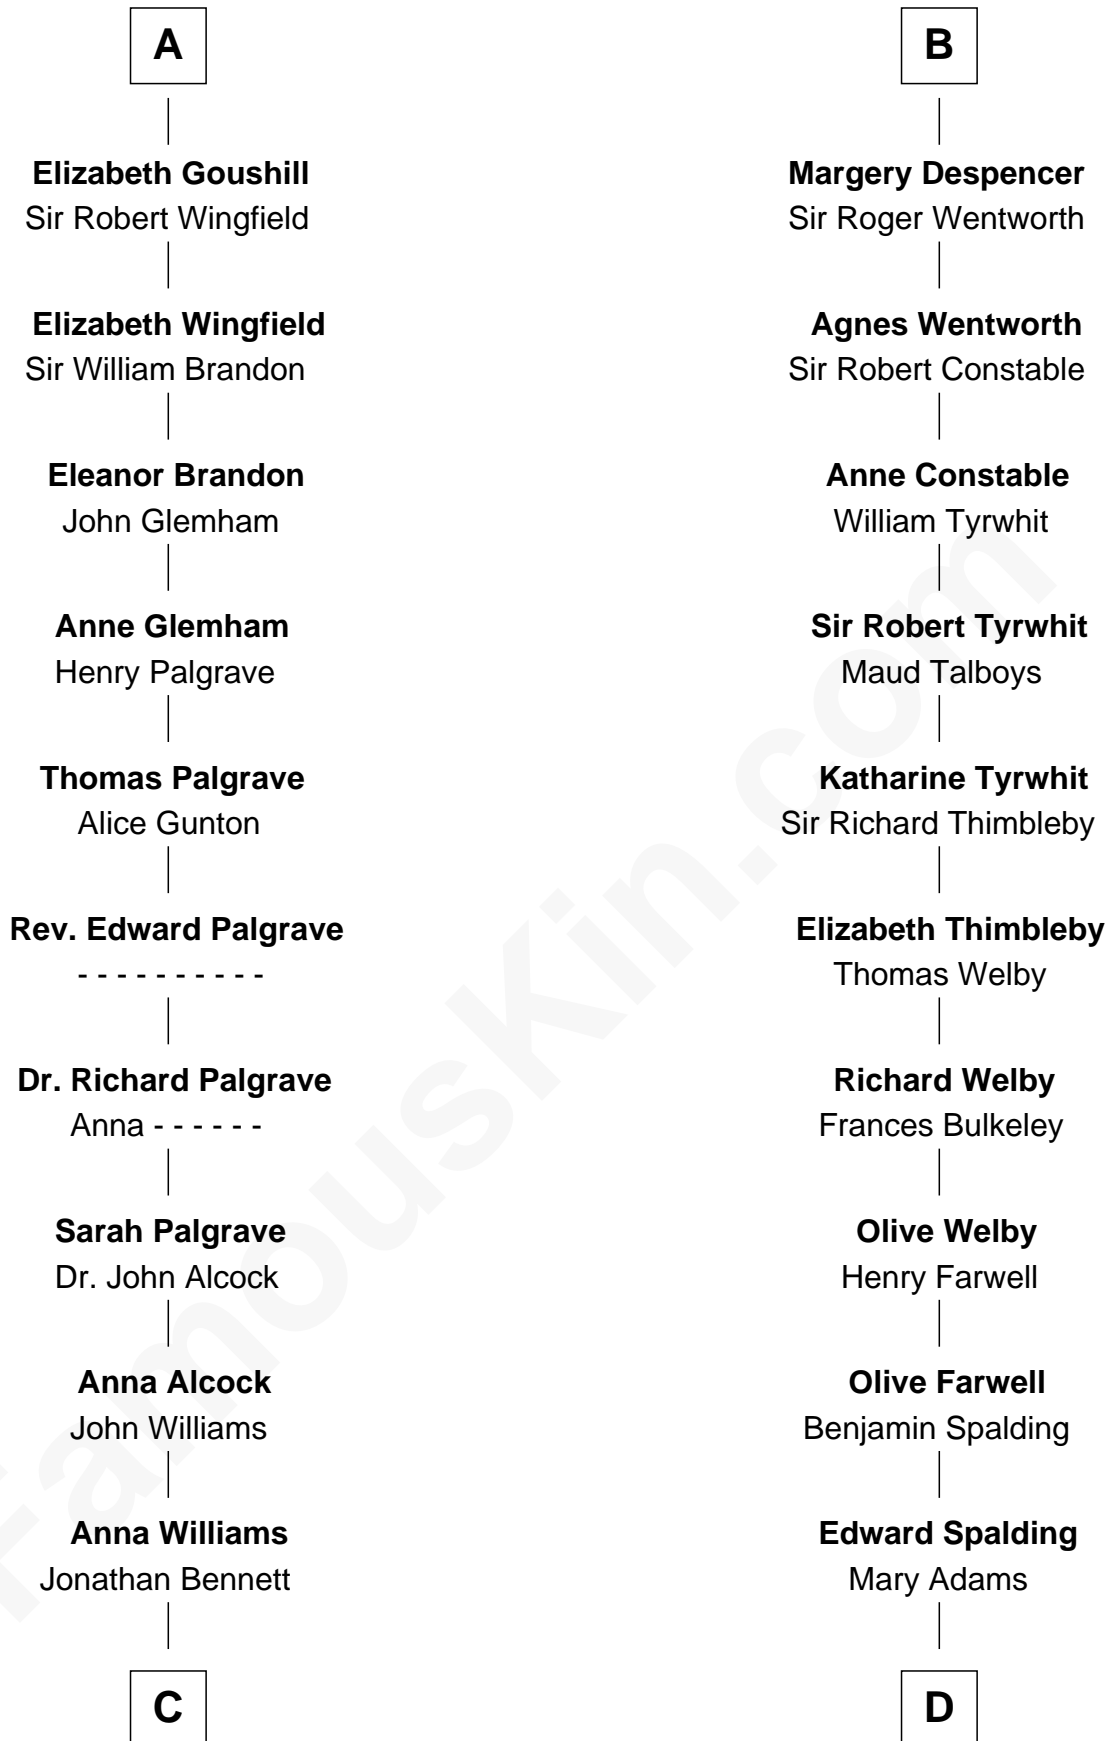 A
Elizabeth Goushill
Sir Robert Wingfield
Elizabeth Wingfield
Sir William Brandon
Eleanor Brandon
John Glemham
Anne Glemham
Henry Palgrave
Thomas Palgrave
Alice Gunton
Rev. Edward Palgrave
- - - - - - - - - -
Dr. Richard Palgrave
Anna - - - - - -
Sarah Palgrave
Dr. John Alcock
Anna Alcock
John Williams
Anna Williams
Jonathan Bennett
C
B
Margery Despencer
Sir Roger Wentworth
Agnes Wentworth
Sir Robert Constable
Anne Constable
William Tyrwhit
Sir Robert Tyrwhit
Maud Talboys
Katharine Tyrwhit
Sir Richard Thimbleby
Elizabeth Thimbleby
Thomas Welby
Richard Welby
Frances Bulkeley
Olive Welby
Henry Farwell
Olive Farwell
Benjamin Spalding
Edward Spalding
Mary Adams
D
FamousKin.com